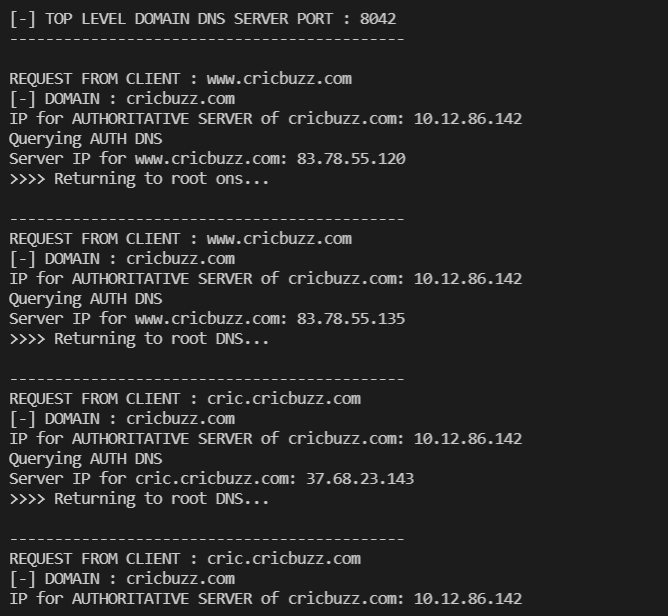 [-] TOP LEVEL DOMAIN DNS SERVER PORT : 8042
--------------------------------------------
REQUEST FROM CLIENT : www.cricbuzz.com
[-] DOMAIN : cricbuzz.com
IP for AUTHORITATIVE SERVER of cricbuzz.com: 10.12.86.142
Querying AUTH DNS
Server IP for www.cricbuzz.com: 83.78.55.120
>>>> Returning to root ons...
--------------------------------------------
REQUEST FROM CLIENT : www.cricbuzz.com
[-] DOMAIN : cricbuzz.com
IP for AUTHORITATIVE SERVER of cricbuzz.com: 10.12.86.142
Querying AUTH DNS
Server IP for www.cricbuzz.com: 83.78.55.135
>>>> Returning to root DNS...
--------------------------------------------
REQUEST FROM CLIENT : cric.cricbuzz.com
[-] DOMAIN : cricbuzz.com
IP for AUTHORITATIVE SERVER of cricbuzz.com: 10.12.86.142
Querying AUTH DNS
Server IP for cric.cricbuzz.com: 37.68.23.143
>>>> Returning to root DNS...
--------------------------------------------
REQUEST FROM CLIENT : cric.cricbuzz.com
[-] DOMAIN : cricbuzz.com
IP for AUTHORITATIVE SERVER of cricbuzz.com: 10.12.86.142